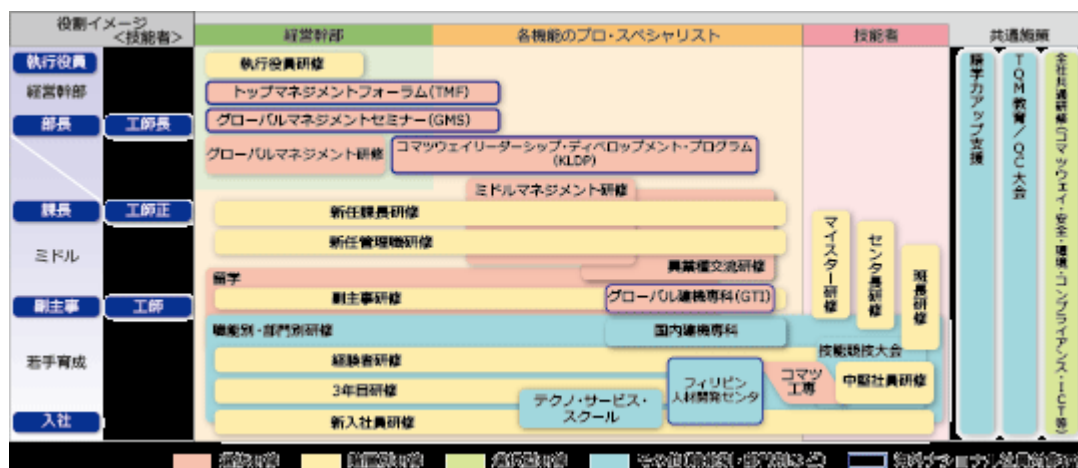 役割イメージ
<技能者>
経営幹部
各機能のプロ・スペシャリスト
技能者
共通施策
執行役員
経営幹部
部長
工師長
課長
工師正
ミドル
副主事
工師
若手育成
入社
執行役員研修
トップマネジメントフォーラム(TMF)
グローバルマネジメントセミナー(GMS)
グローバルマネジメント研修
コマツウェイリーダーシップ・ディベロップメント・プログラム
(KLDP)
ミドルマネジメント研修
新任課長研修
新任管理職研修
異業種交流研修
留学
副主事研修
グローバル建機専科(GTI)
職能別・部門別研修
国内建機専科
経験者研修
3年目研修
新入社員研修
テクノ・サービス・
スクール
フィリピン
人材開発センタ
コマツ
工専
中堅社員研修
技能競技大会
マイスター研修
センタ員研修
班長研修
語学力アップ支援
TQM教育/QC大会
全社共通研修(コマツウェイ・安全・環境・コンプライアンス・ICT等)